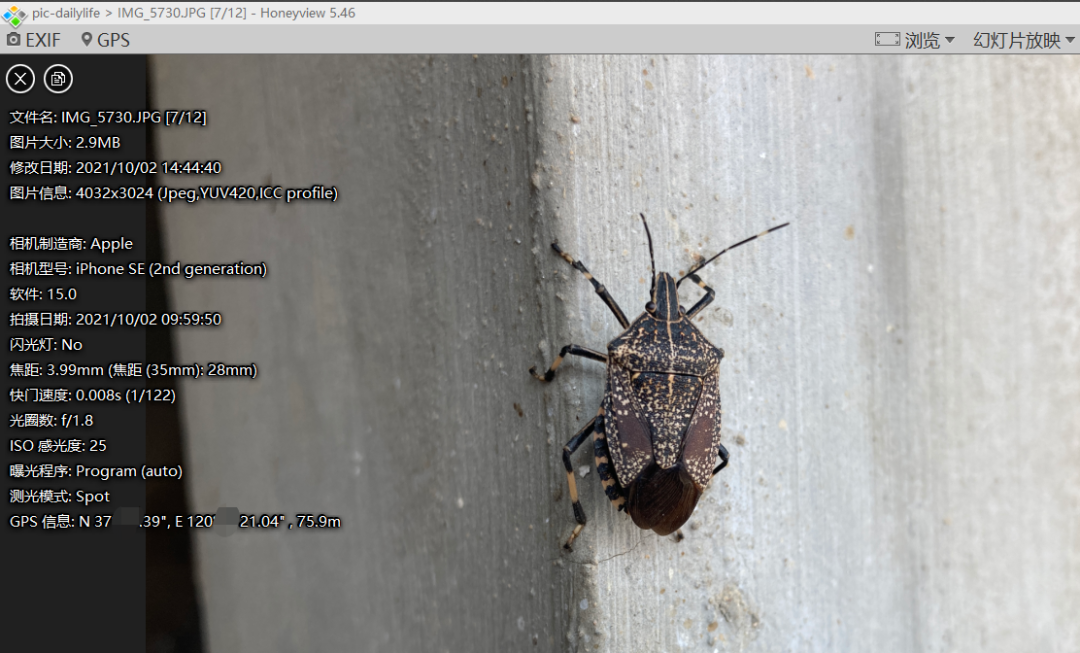 pic-dailylife > IMG_5730.JPG [7/12] - Honeyview 5.46
EXIF GPS 浏览 幻灯片放映
文件名: IMG_5730.JPG [7/12]
图片大小: 2.9MB
修改日期: 2021/10/02 14:44:40
图片信息: 4032x3024 (Jpeg,YUV420,ICC profile)
相机制造商: Apple
相机型号: iPhone SE (2nd generation)
软件: 15.0
拍摄日期: 2021/10/02 09:59:50
闪光灯: No
焦距: 3.99mm (焦距 (35mm): 28mm)
快门速度: 0.008s (1/122)
光圈数: f/1.8
ISO 感光度: 25
曝光程序: Program (auto)
测光模式: Spot
GPS 信息: N 37 .39", E 120° 21.04" , 75.9m